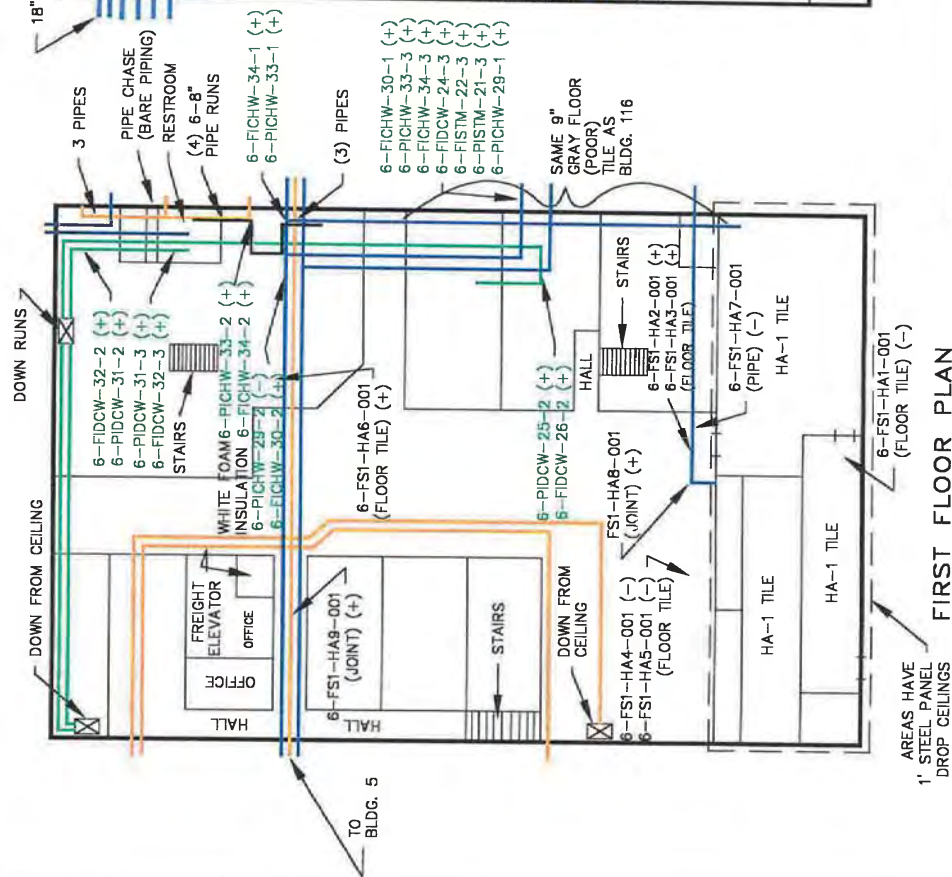 18"
3 PIPES
PIPE CHASE
(BARE PIPING)
RESTROOM
(4) 6-8"
PIPE RUNS
6-FICHW-34-1 (+)
6-PICHW-33-1 (+)
(3) PIPES
6-FICHW-30-1 (+)
6-PICHW-33-3 (+)
6-FICHW-34-3 (+)
6-FIDCW-24-3 (+)
6-FISTM-22-3 (+)
6-PISTM-21-3 (+)
6-PICHW-29-1 (+)
SAME 9"
GRAY FLOOR
(POOR)
TILE AS
BLDG. 116
DOWN RUNS
6-FIDCW-32-2 (+)
6-PIDCW-31-2 (+)
6-PIDCW-31-3 (+)
6-FIDCW-32-3 (+)
STAIRS
WHITE FOAM
INSULATION
6-PICHW-33-2 (+)
6-FICHW-34-2 (+)
6-PICHW-29-2 (-)
6-FICHW-30-2 (+)
6-FS1-HA6-001
(FLOOR TILE) (+)
6-PIDCW-25-2 (+)
6-FIDCW-26-2 (+)
HALL
STAIRS
6-FS1-HA2-001 (+)
6-FS1-HA3-001 (+)
(FLOOR TILE)
6-FS1-HA7-001
(PIPE) (-)
HA-1 TILE
DOWN FROM CEILING
FREIGHT
ELEVATOR
OFFICE
OFFICE
HALL
HALL
6-FS1-HA9-001
(JOINT) (+)
STAIRS
DOWN FROM
CEILING
FS1-HA8-001
(JOINT) (+)
6-FS1-HA4-001 (-)
6-FS1-HA5-001 (-)
(FLOOR TILE)
HA-1 TILE
HA-1 TILE
6-FS1-HA1-001
(FLOOR TILE) (-)
TO
BLDG. 5
AREAS HAVE
1' STEEL PANEL
DROP CEILINGS
FIRST FLOOR PLAN